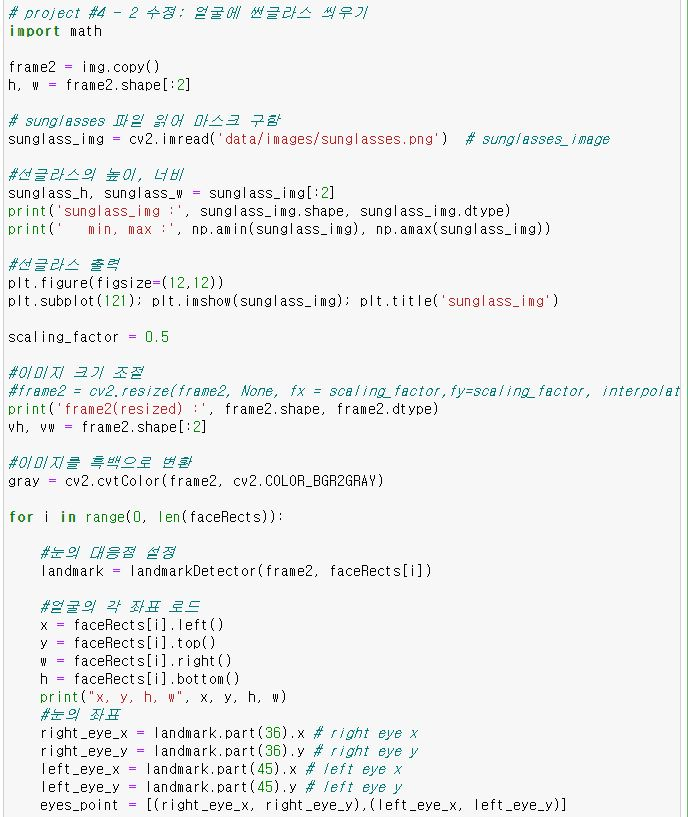 # project #4 - 2 수정: 얼굴에 썬글라스 씌우기
import math
frame2 = img.copy()
h, w = frame2.shape[:2]
# sunglasses 파일 읽어 마스크 구함
sunglass_img = cv2.imread('data/images/sunglasses.png')  # sunglasses_image
#선글라스의 높이, 너비
sunglass_h, sunglass_w = sunglass_img[:2]
print('sunglass_img :', sunglass_img.shape, sunglass_img.dtype)
print('   min, max :', np.amin(sunglass_img), np.amax(sunglass_img))
#선글라스 출력
plt.figure(figsize=(12,12))
plt.subplot(121); plt.imshow(sunglass_img); plt.title('sunglass_img')
scaling_factor = 0.5
#이미지 크기 조절
#frame2 = cv2.resize(frame2, None, fx = scaling_factor,fy=scaling_factor, interpolat
print('frame2(resized) :', frame2.shape, frame2.dtype)
vh, vw = frame2.shape[:2]
#이미지를 흑백으로 변환
gray = cv2.cvtColor(frame2, cv2.COLOR_BGR2GRAY)
for i in range(0, len(faceRects)):
#눈의 대응점 설정
landmark = landmarkDetector(frame2, faceRects[i])
#얼굴의 각 좌표 로드
x = faceRects[i].left()
y = faceRects[i].top()
w = faceRects[i].right()
h = faceRects[i].bottom()
print("x, y, h, w", x, y, h, w)
#눈의 좌표
right_eye_x = landmark.part(36).x # right eye x
right_eye_y = landmark.part(36).y # right eye y
left_eye_x = landmark.part(45).x # left eye x
left_eye_y = landmark.part(45).y # left eye y
eyes_point = [(right_eye_x, right_eye_y),(left_eye_x, left_eye_y)]